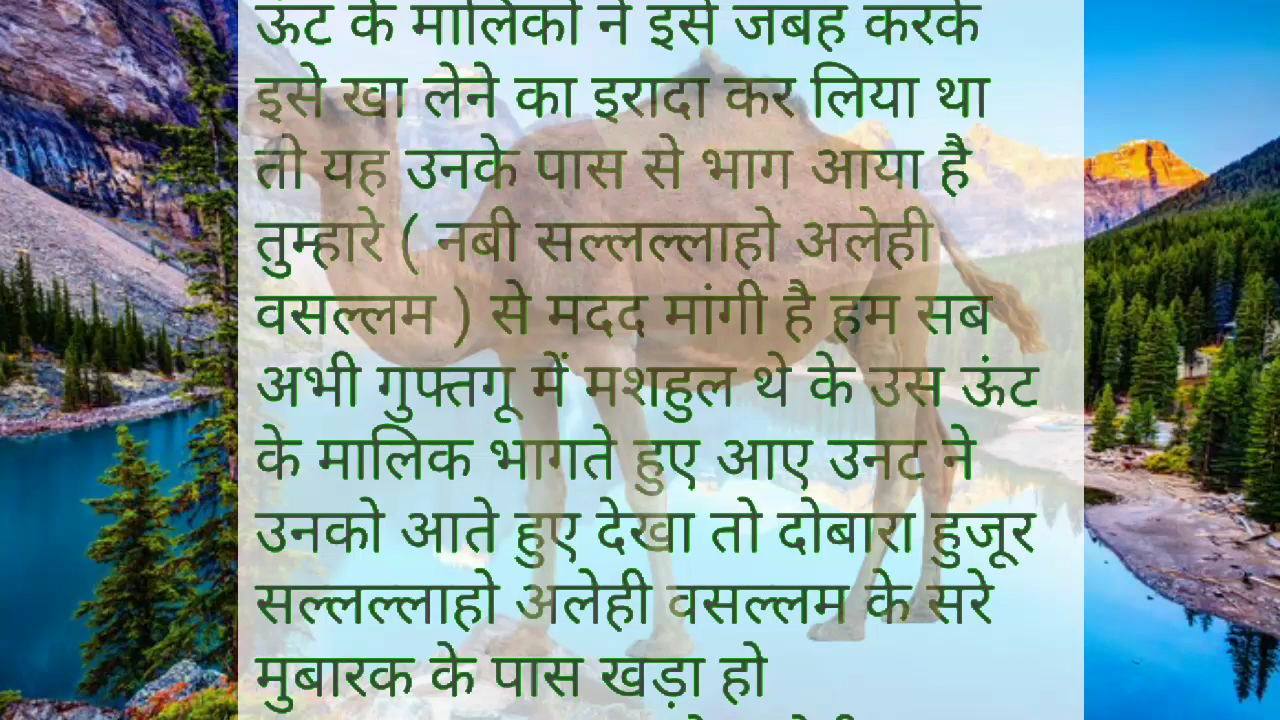 ऊंट के मालिकों ने इसे जबह करके
इसे खा लेने का इरादा कर लिया था
तो यह उनके पास से भाग आया है
तुम्हारे ( नबी सल्लल्लाहो अलेही
वसल्लम ) से मदद मांगी है हम सब
अभी गुफ्तगू में मशहुल थे के उस ऊंट
के मालिक भागते हुए आए उनट ने
उनको आते हुए देखा तो दोबारा हुजूर
सल्लल्लाहो अलेही वसल्लम के सरे
मुबारक के पास खड़ा हो